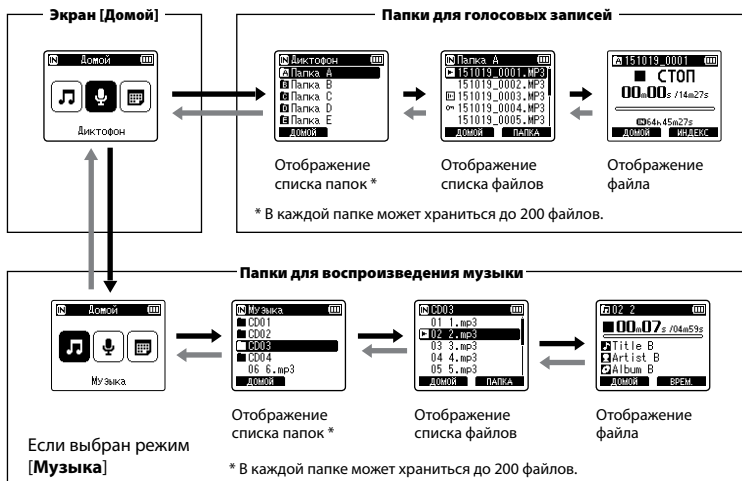 Экран [Домой]
Домой
Диктофон
Папки для голосовых записей
Диктофон
Папка A
Папка B
Папка C
Папка D
Папка E
ДОМОЙ
Отображение
списка папок *
Папка A
151019_0001.MP3
151019_0002.MP3
151019_0003.MP3
151019_0004.MP3
151019_0005.MP3
ДОМОЙ ПАПКА
Отображение
списка файлов
151019_0001
СТОП
00m00s /14m27s
64h45m27s
ДОМОЙ ИНДЕКС
Отображение
файла
* В каждой папке может храниться до 200 файлов.
Папки для воспроизведения музыки
Домой
Музыка
Если выбран режим
[Музыка]
Музыка
CD01
CD02
CD03
CD04
06 6.mp3
ДОМОЙ
Отображение
списка папок *
CD03
01 1.mp3
02 2.mp3
03 3.mp3
04 4.mp3
05 5.mp3
ДОМОЙ ПАПКА
Отображение
списка файлов
02 2
00m07s /04m59s
Title B
Artist B
Album B
ДОМОЙ ВРЕМ.
Отображение
файла
* В каждой папке может храниться до 200 файлов.